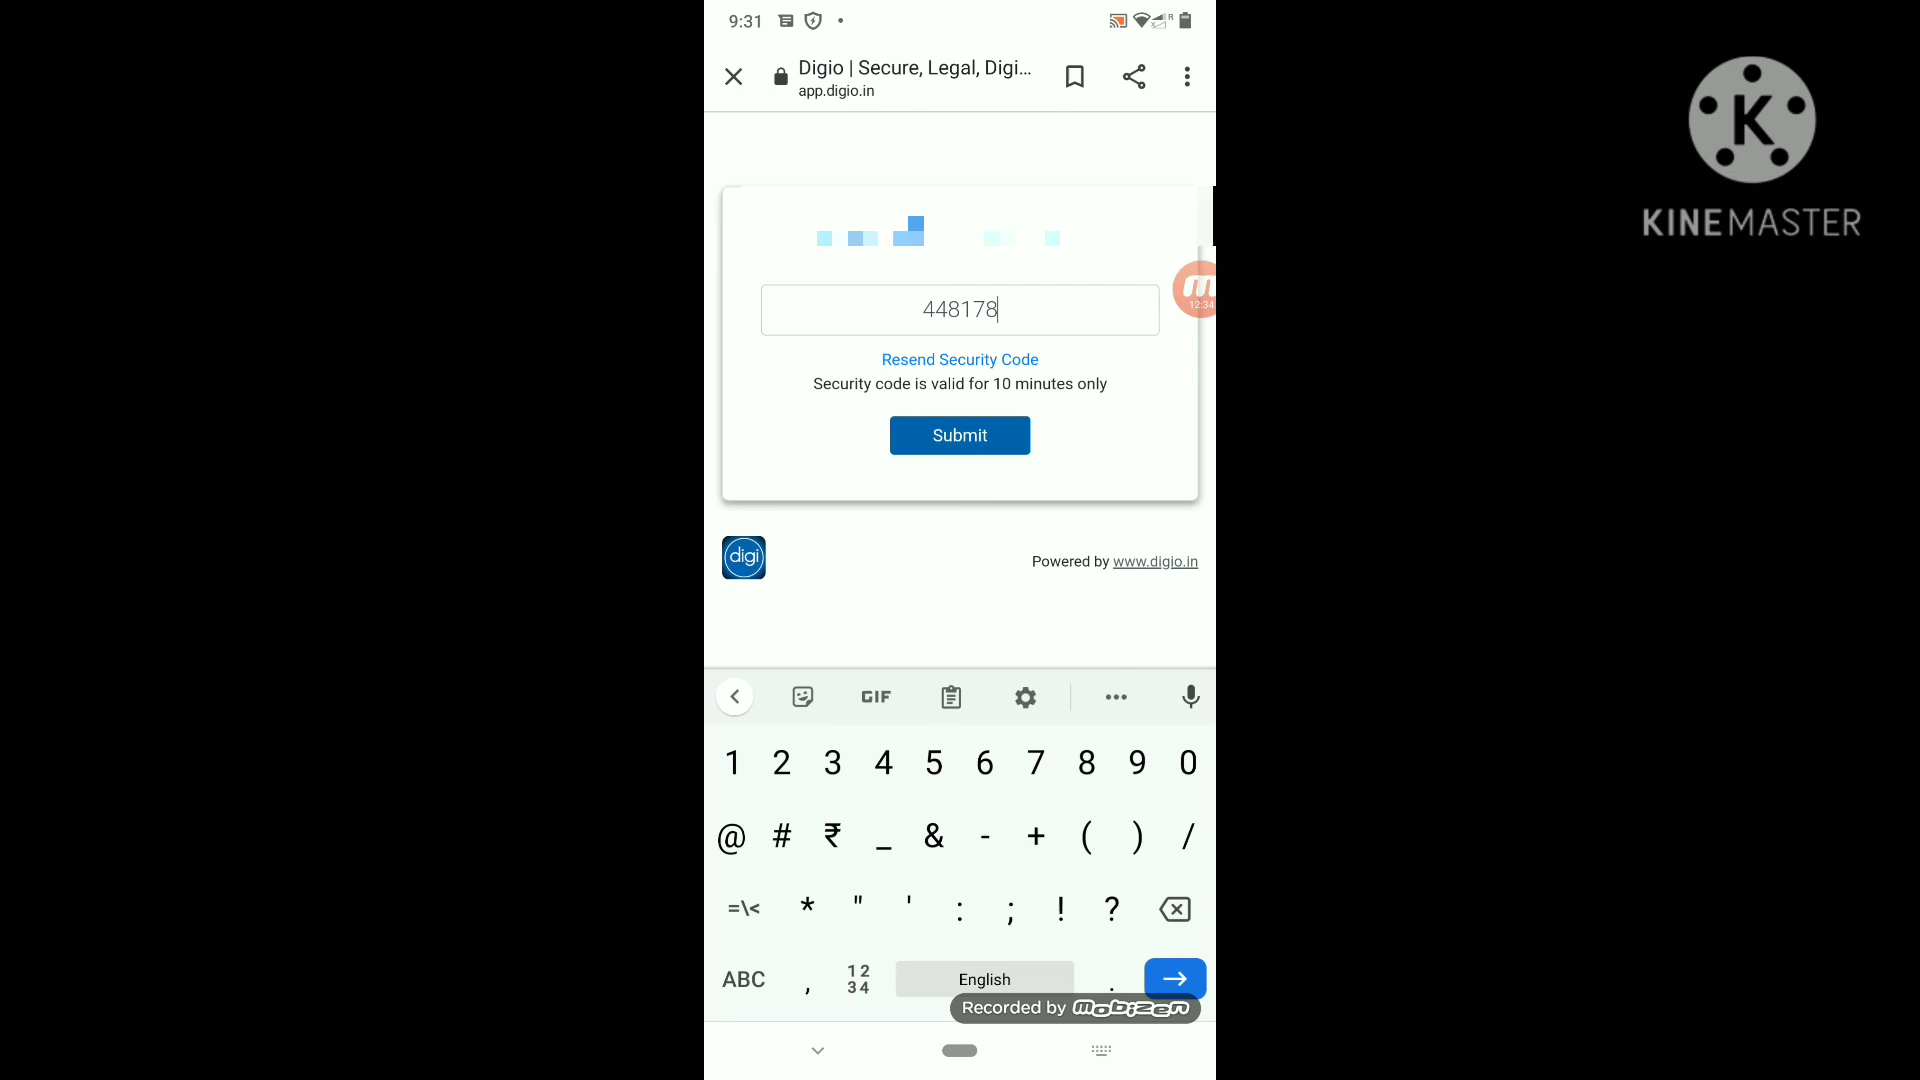 9:31
Digio | Secure, Legal, Digi...
app.digio.in
K
KINEMASTER
448178
12:34
Resend Security Code
Security code is valid for 10 minutes only
Submit
digi
Powered by www.digio.in
GIF
1 2 3 4 5 6 7 8 9 0
@ # ₹ _ & - + ( ) /
=\< * " ' : ; ! ?
ABC , 12 34 English .
Recorded by mobizen